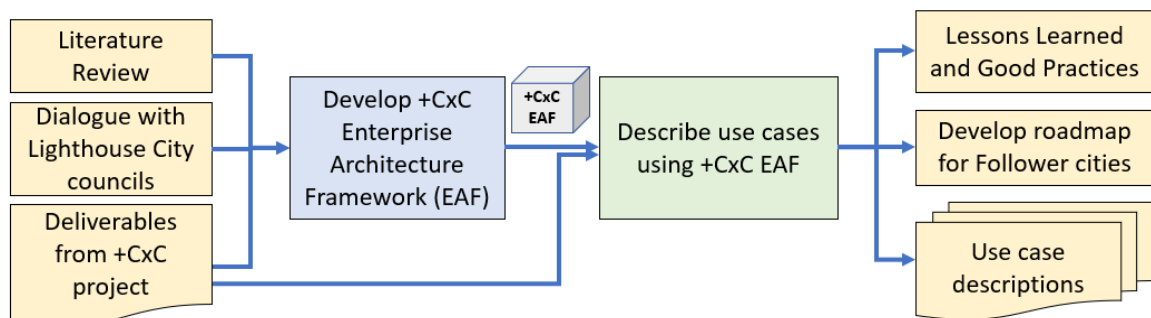 Literature
Review
Dialogue with
Lighthouse City
councils
Deliverables
from +CxC
project
Develop +CxC
Enterprise
Architecture
Framework (EAF)
+CxC
EAF
Describe use cases
using +CxC EAF
Lessons Learned
and Good Practices
Develop roadmap
for Follower cities
Use case
descriptions